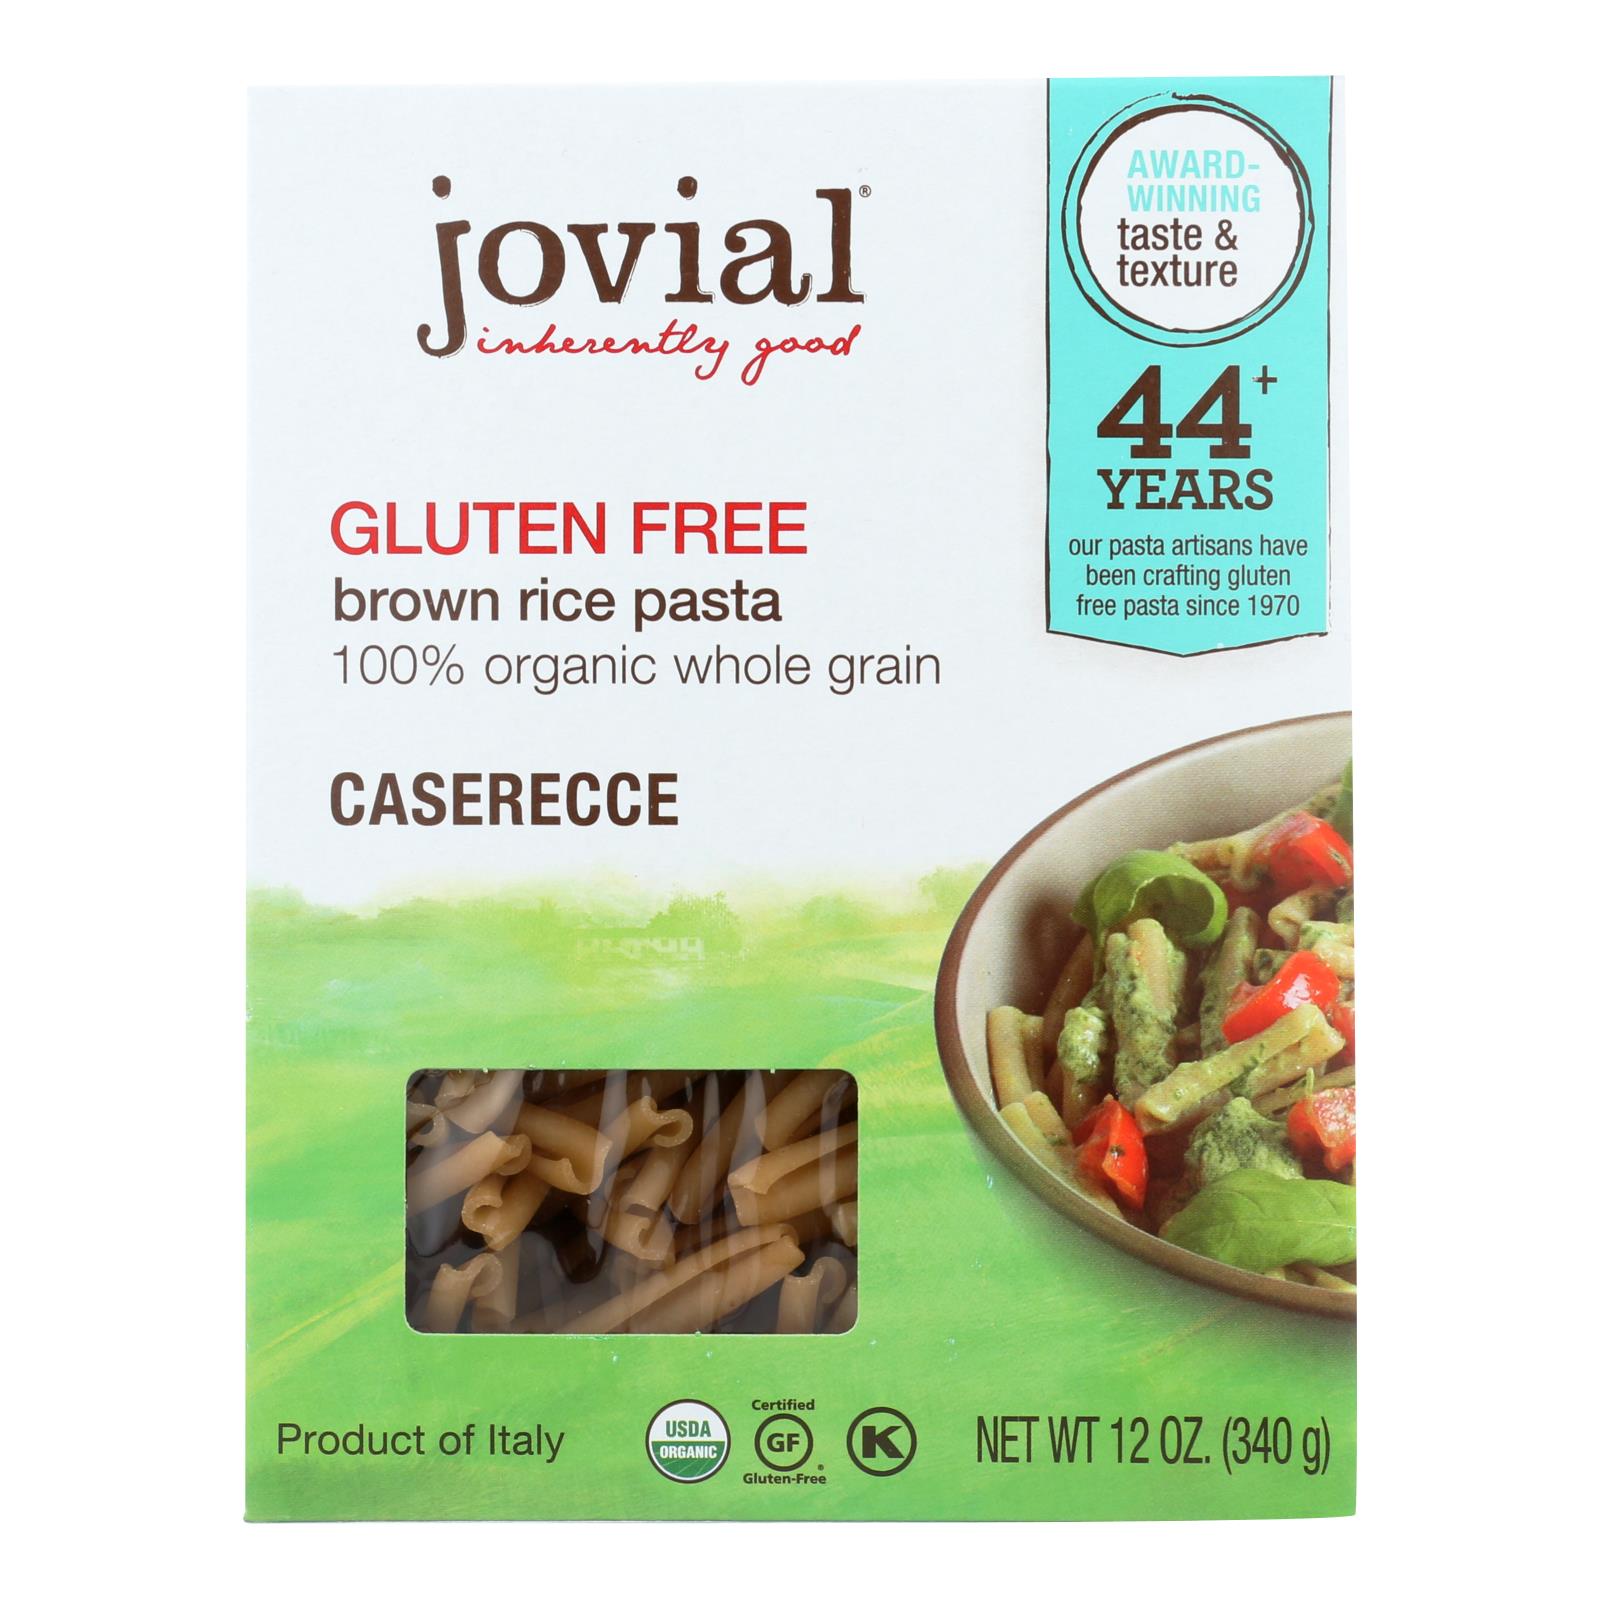 jovial®
inherently good
AWARD-
WINNING
taste &
texture
44+
YEARS
our pasta artisans have
been crafting gluten
free pasta since 1970
GLUTEN FREE
brown rice pasta
100% organic whole grain
CASERECCE
Product of Italy
USDA
ORGANIC
Certified
GF
Gluten-Free®
K
NET WT 12 OZ. (340 g)